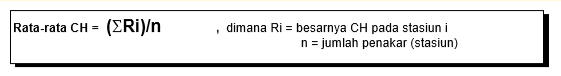 Rata-rata CH = (ΣRi)/n , dimana Ri = besarnya CH pada stasiun i
n = jumlah penakar (stasiun)